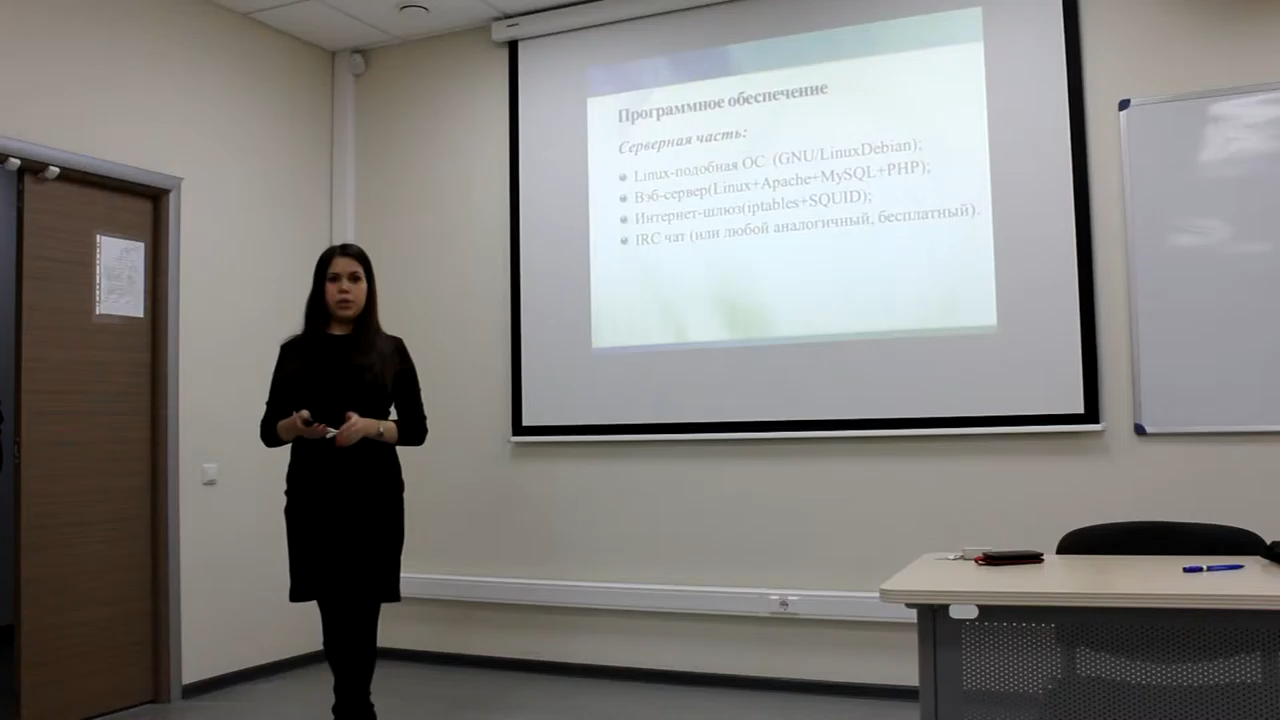 Программное обеспечение
Серверная часть:
Linux-подобная ОС (GNU/LinuxDebian);
Вэб-сервер(Linux+Apache+MySQL+PHP);
Интернет-шлюз(iptables+SQUID);
IRC чат (или любой аналогичный, бесплатный).